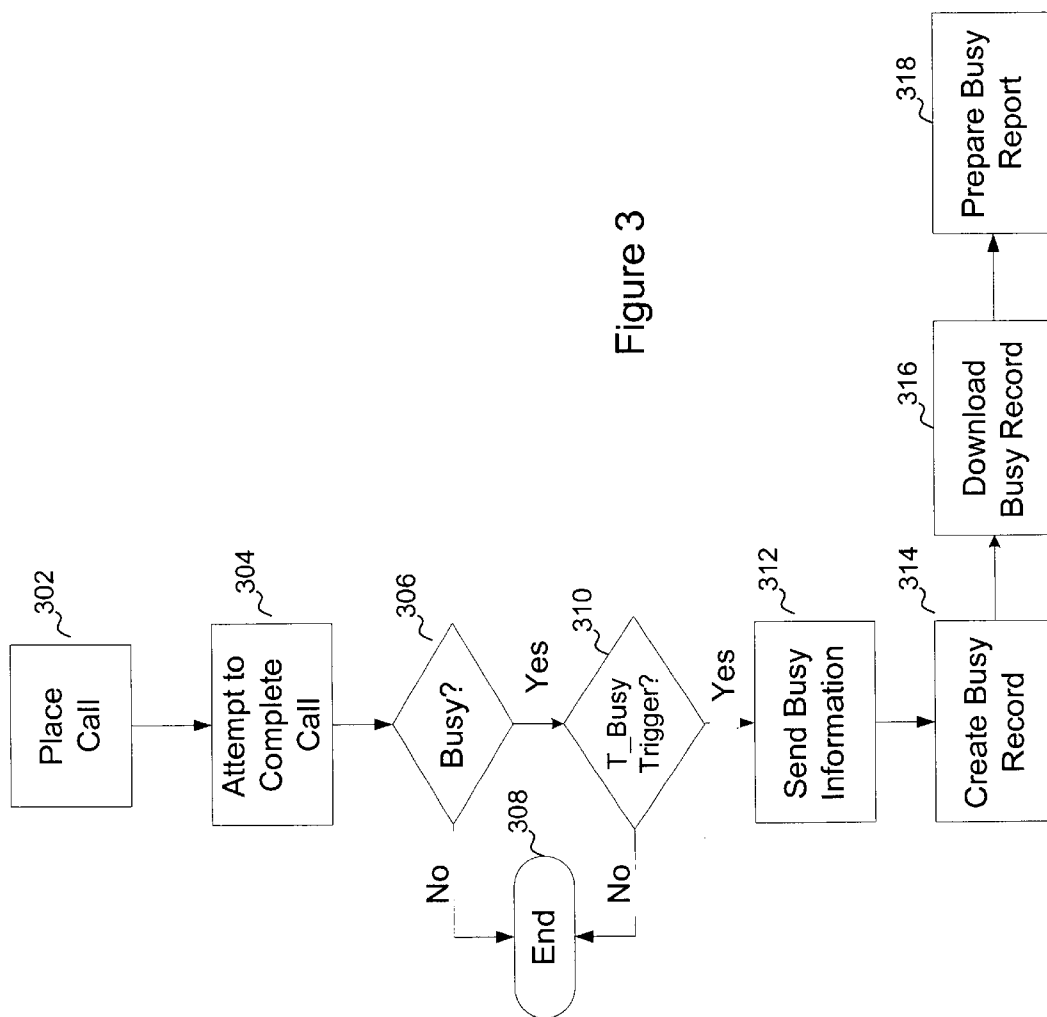 302
Place
Call
304
Attempt to
Complete
Call
306
Busy?
No
Yes
308
End
310
T_Busy
Trigger?
No
Yes
312
Send Busy
Information
314
Create Busy
Record
316
Download
Busy Record
318
Prepare Busy
Report
Figure 3